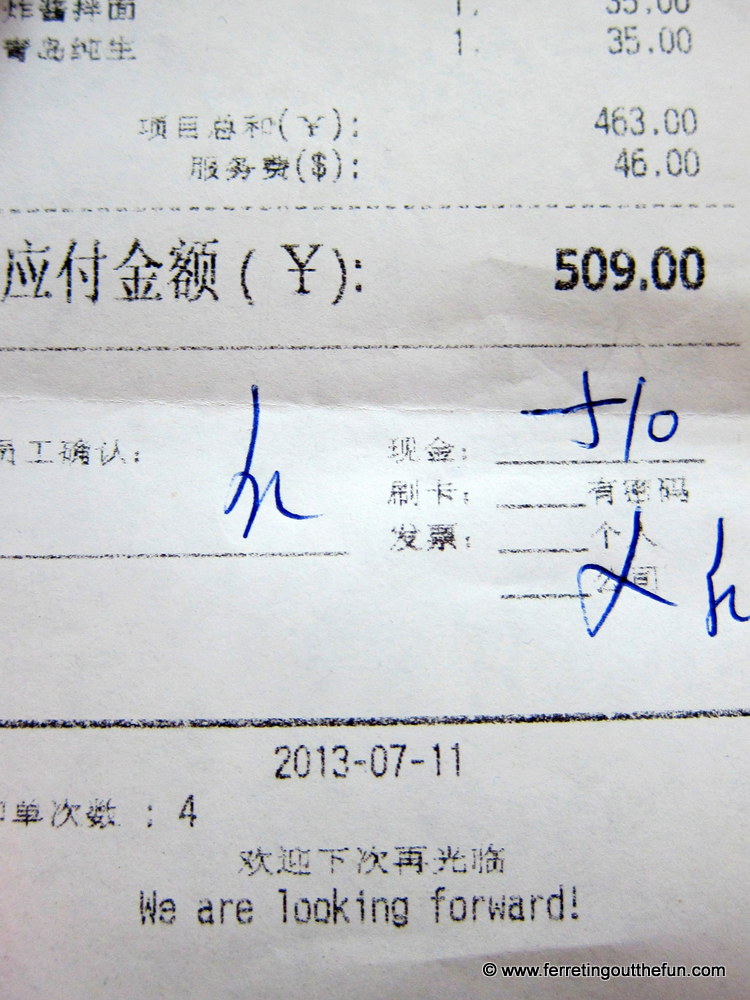 炸酱拌面 1. 35.00
青岛纯生 1. 35.00
项目总和(¥): 463.00
服务费($): 46.00
应付金额(¥): 509.00
员工确认: 现金: 510
刷卡: 有密码
发票: 个人
公司
2013-07-11
印单次数 : 4
欢迎下次再光临
We are looking forward!
© www.ferretingoutthefun.com